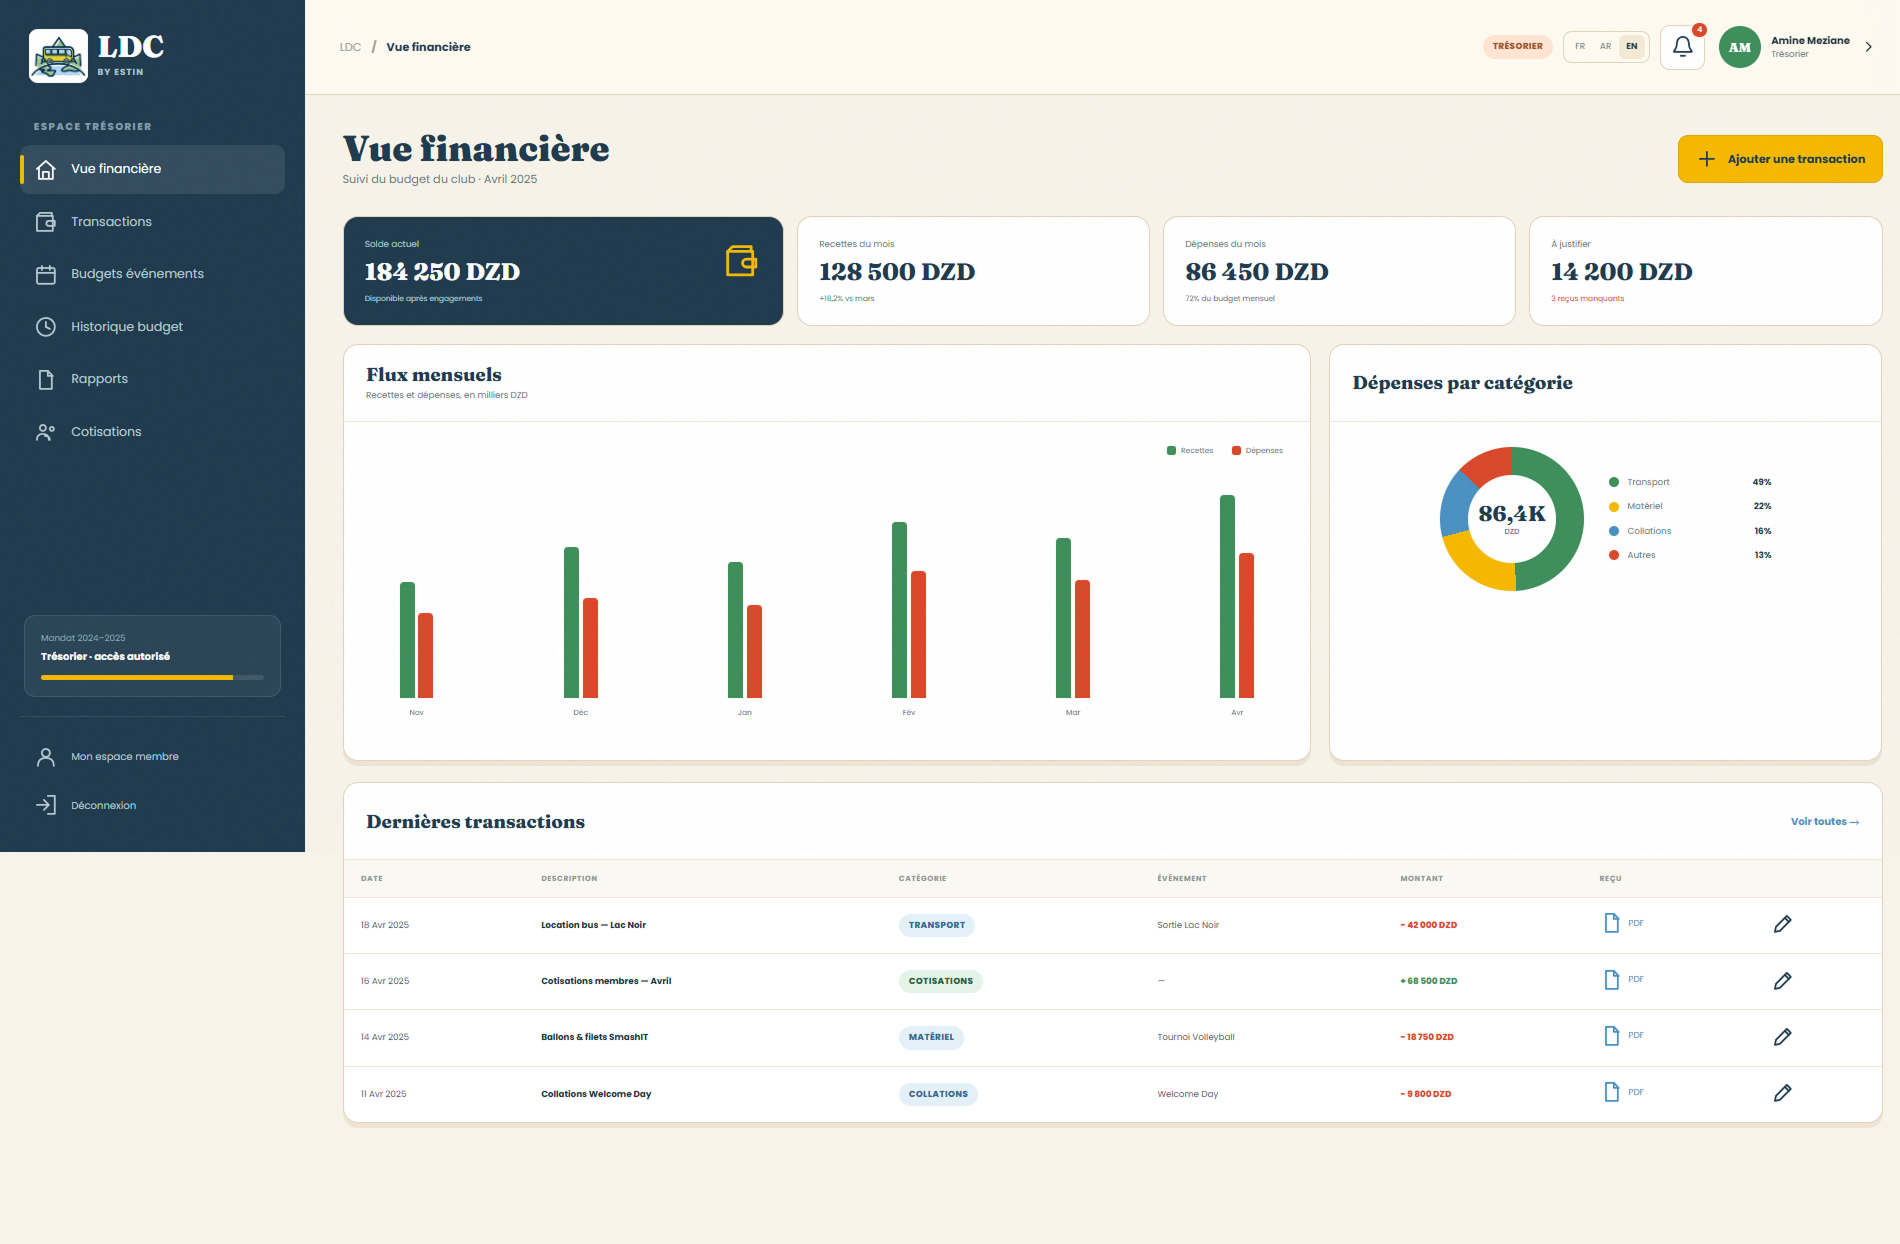 LDC
BY ESTIN
ESPACE TRÉSORIER
Vue financière
Transactions
Budgets événements
Historique budget
Rapports
Cotisations
Mandat 2024–2025
Trésorier · accès autorisé
Mon espace membre
Déconnexion
LDC / Vue financière
TRÉSORIER
FR AR EN
4
AM
Amine Meziane
Trésorier
Vue financière
Suivi du budget du club · Avril 2025
Ajouter une transaction
Solde actuel
184 250 DZD
Disponible après engagements
Recettes du mois
128 500 DZD
+18,2% vs mars
Dépenses du mois
86 450 DZD
72% du budget mensuel
À justifier
14 200 DZD
3 reçus manquants
Flux mensuels
Recettes et dépenses, en milliers DZD
Recettes Dépenses
Nov Déc Jan Fév Mar Avr
Dépenses par catégorie
86,4K
DZD
Transport 49%
Matériel 22%
Collations 16%
Autres 13%
Dernières transactions
Voir toutes →
DATE DESCRIPTION CATÉGORIE ÉVÉNEMENT MONTANT REÇU
18 Avr 2025 Location bus — Lac Noir TRANSPORT Sortie Lac Noir − 42 000 DZD PDF
16 Avr 2025 Cotisations membres — Avril COTISATIONS — + 68 500 DZD PDF
14 Avr 2025 Ballons & filets SmashIT MATÉRIEL Tournoi Volleyball − 18 750 DZD PDF
11 Avr 2025 Collations Welcome Day COLLATIONS Welcome Day − 9 800 DZD PDF